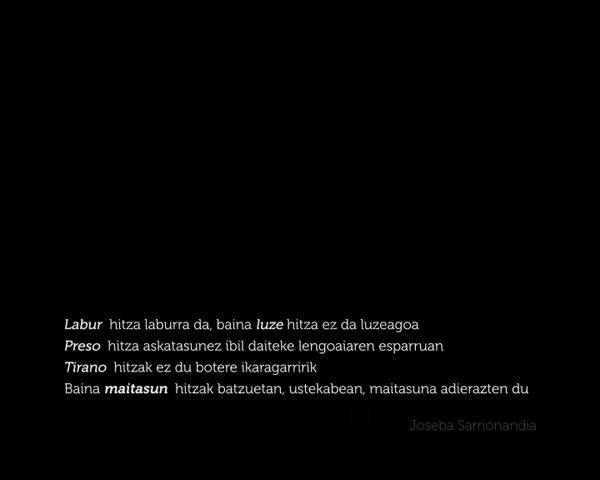 Labur hitza laburra da, baina luze hitza ez da luzeagoa
Preso hitza askatasunez ibil daiteke lengoaiaren esparruan
Tirano hitzak ez du botere ikaragarririk
Baina maitasun hitzak batzuetan, ustekabean, maitasuna adierazten du
Joseba Sarrionandia